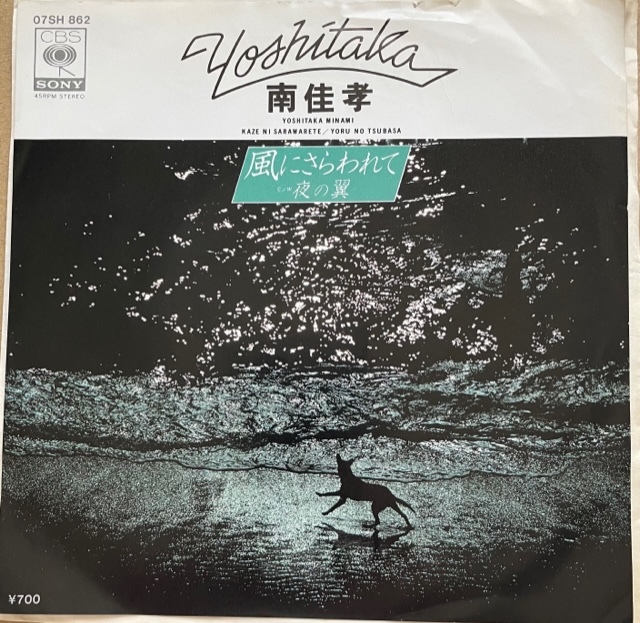 07SH 862
CBS
SONY
45RPM STEREO
Yoshitaka
南佳孝
YOSHITAKA MINAMI
KAZE NI SARAWARETE／YORU NO TSUBASA
風にさらわれて
C/W 夜の翼
¥700